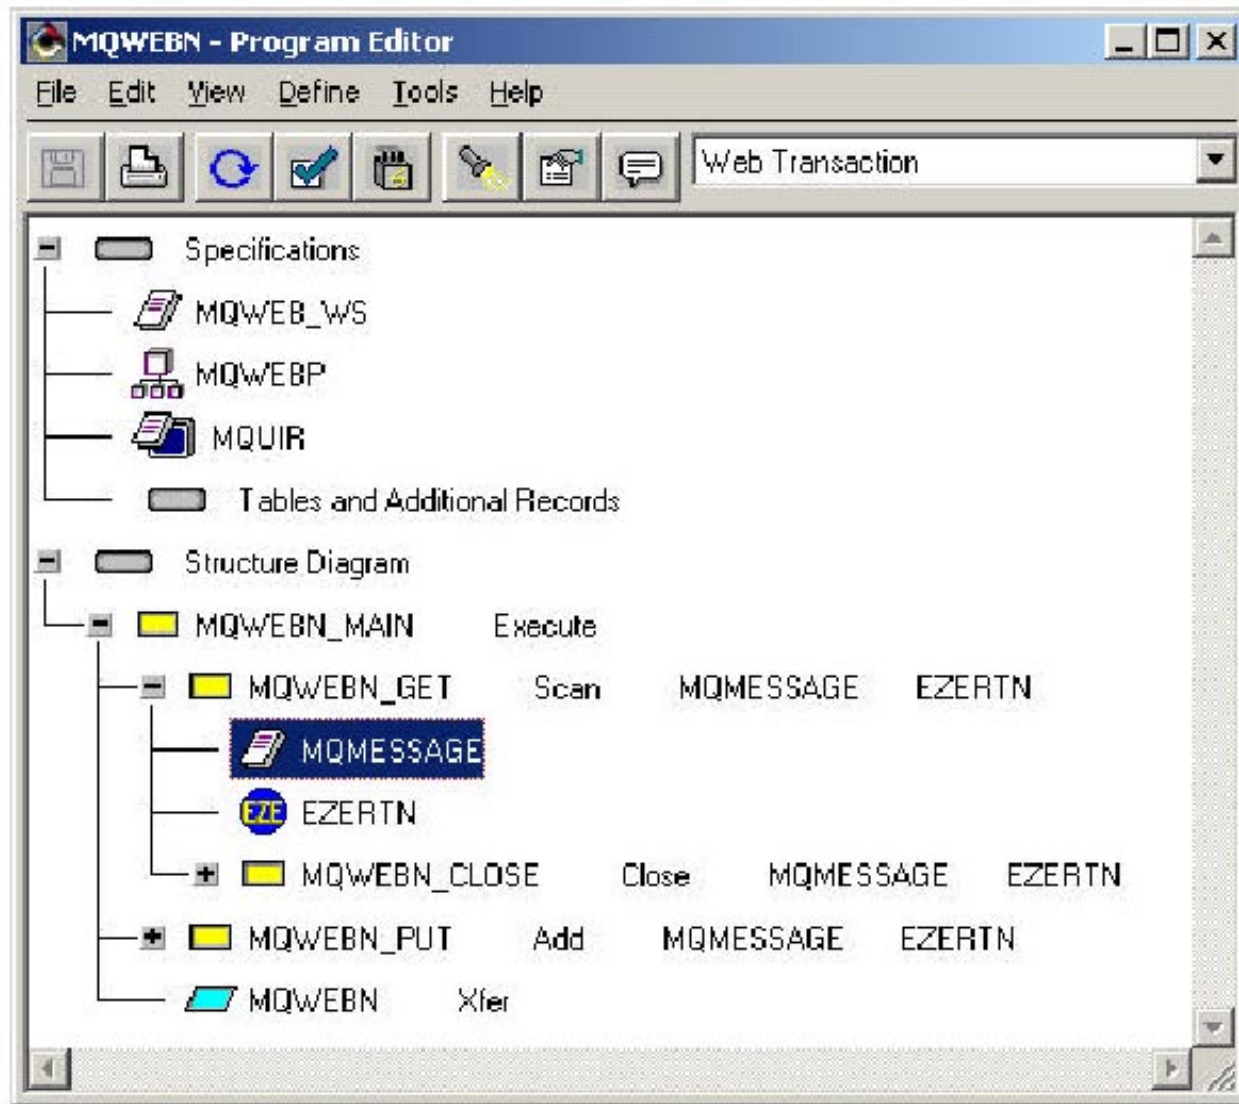 MQWEBN - Program Editor
File Edit View Define Tools Help
Web Transaction
Specifications
MQWEB_WS
MQWEBP
MQUIR
Tables and Additional Records
Structure Diagram
MQWEBN_MAIN Execute
MQWEBN_GET Scan MQMESSAGE EZERTN
MQMESSAGE
EZE EZERTN
MQWEBN_CLOSE Close MQMESSAGE EZERTN
MQWEBN_PUT Add MQMESSAGE EZERTN
MQWEBN Xfer